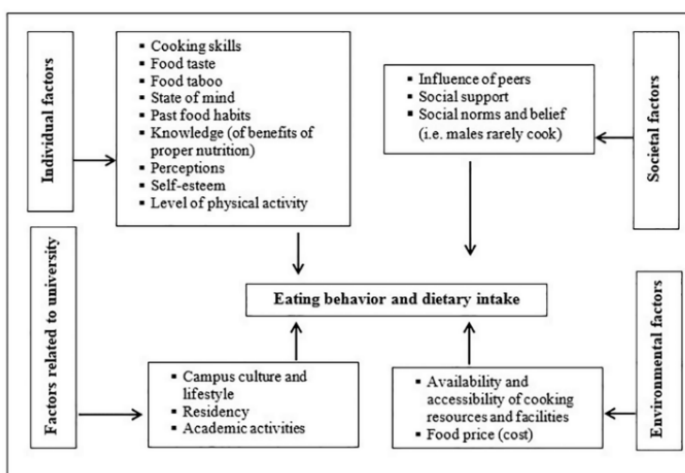 Individual factors
▪ Cooking skills
▪ Food taste
▪ Food taboo
▪ State of mind
▪ Past food habits
▪ Knowledge (of benefits of
proper nutrition)
▪ Perceptions
▪ Self-esteem
▪ Level of physical activity
▪ Influence of peers
▪ Social support
▪ Social norms and belief
(i.e. males rarely cook)
Societal factors
Eating behavior and dietary intake
Factors related to university
▪ Campus culture and
lifestyle
▪ Residency
▪ Academic activities
▪ Availability and
accessibility of cooking
resources and facilities
▪ Food price (cost)
Environmental factors